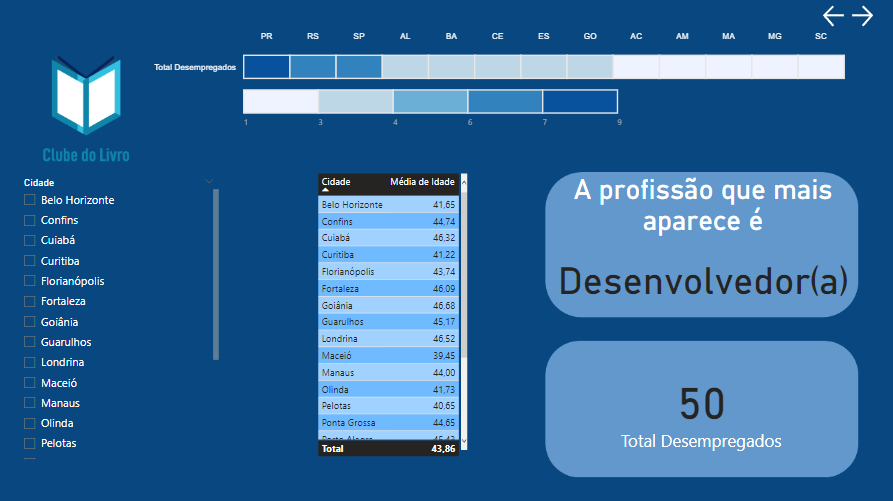 PR RS SP AL BA CE ES GO AC AM MA MG SC
Total Desempregados
1 3 4 6 7 9
Clube do Livro
Cidade
Belo Horizonte
Confins
Cuiabá
Curitiba
Florianópolis
Fortaleza
Goiânia
Guarulhos
Londrina
Maceió
Manaus
Olinda
Pelotas
Cidade Média de Idade
Belo Horizonte 41,65
Confins 44,74
Cuiabá 46,32
Curitiba 41,22
Florianópolis 43,74
Fortaleza 46,09
Goiânia 46,68
Guarulhos 45,17
Londrina 46,52
Maceió 39,45
Manaus 44,00
Olinda 41,73
Pelotas 40,65
Ponta Grossa 44,65
Porto Alegre 45,43
Total 43,86
A profissão que mais
aparece é
Desenvolvedor(a)
50
Total Desempregados